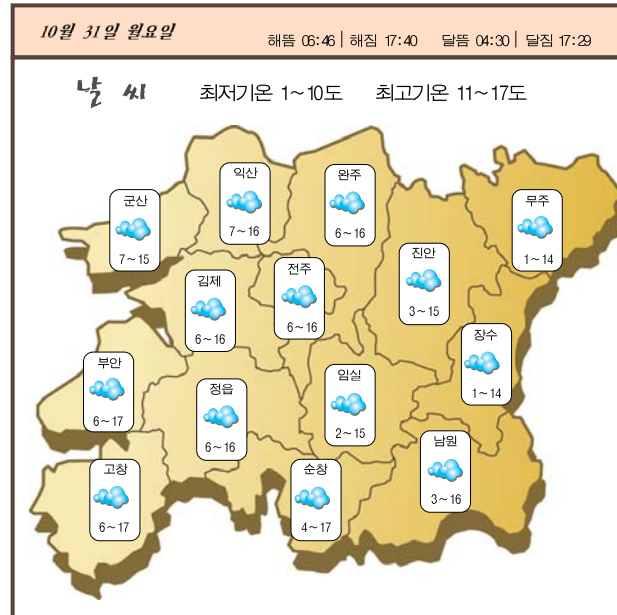 10월 31일 월요일
해뜸 06:46 | 해짐 17:40 달뜸 04:30 | 달짐 17:29
날 씨 최저기온 1~10도 최고기온 11~17도
익산
7~16
완주
6~16
군산
7~15
무주
1~14
진안
3~15
전주
6~16
김제
6~16
장수
1~14
부안
6~17
임실
2~15
정읍
6~16
남원
3~16
고창
6~17
순창
4~17